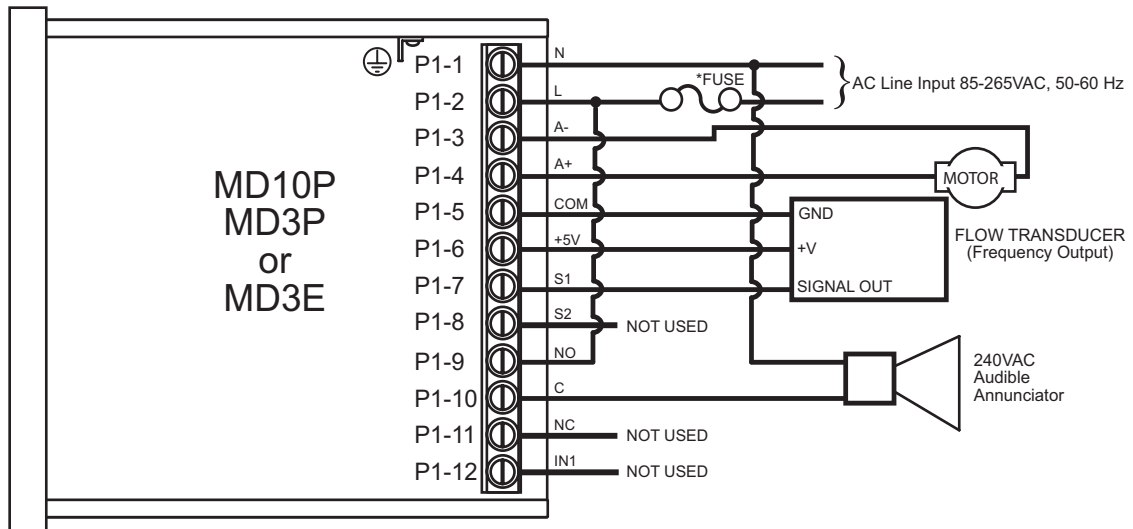 MD10P
MD3P
or
MD3E
P1-1
P1-2
P1-3
P1-4
P1-5
P1-6
P1-7
P1-8
P1-9
P1-10
P1-11
P1-12
N
L
A-
A+
COM
+5V
S1
S2
NO
C
NC
IN1
*FUSE
AC Line Input 85-265VAC, 50-60 Hz
MOTOR
GND
+V
SIGNAL OUT
FLOW TRANSDUCER
(Frequency Output)
NOT USED
240VAC
Audible
Annunciator
NOT USED
NOT USED